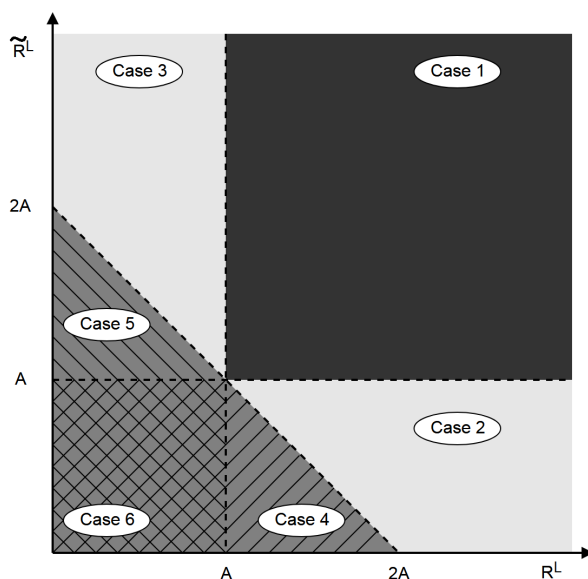 R̃ᴸ
Case 3
Case 1
2A
Case 5
A
Case 2
Case 6
Case 4
A
2A
Rᴸ